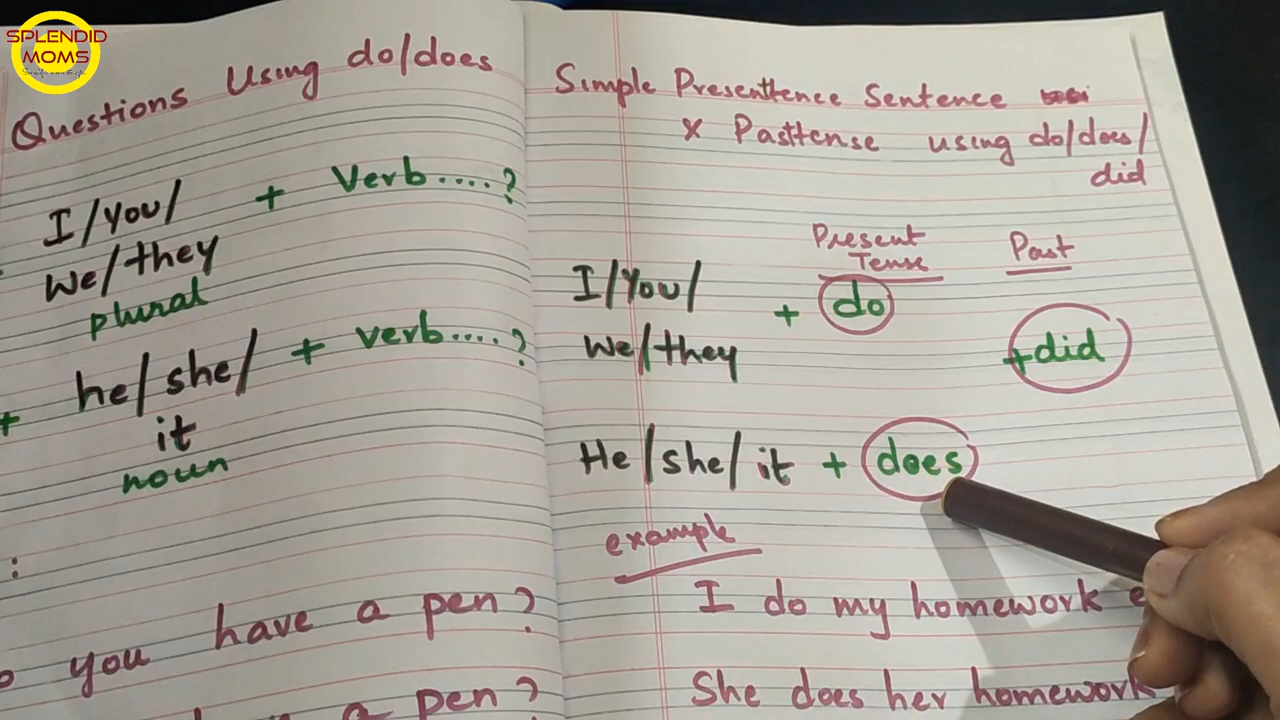 SPLENDID
MOMS
Questions Using do/does
I/You/ + Verb....?
We/they
plural
he/she/ + verb....?
+
it
noun
:
have a pen?
you
a pen?
Simple Presenttence Sentence
& Pasttense using do/does/
did
Present Past
Tense
I/You/ + do
We/they +did
He/she/it + does
example
I do my homework e
She does her homework